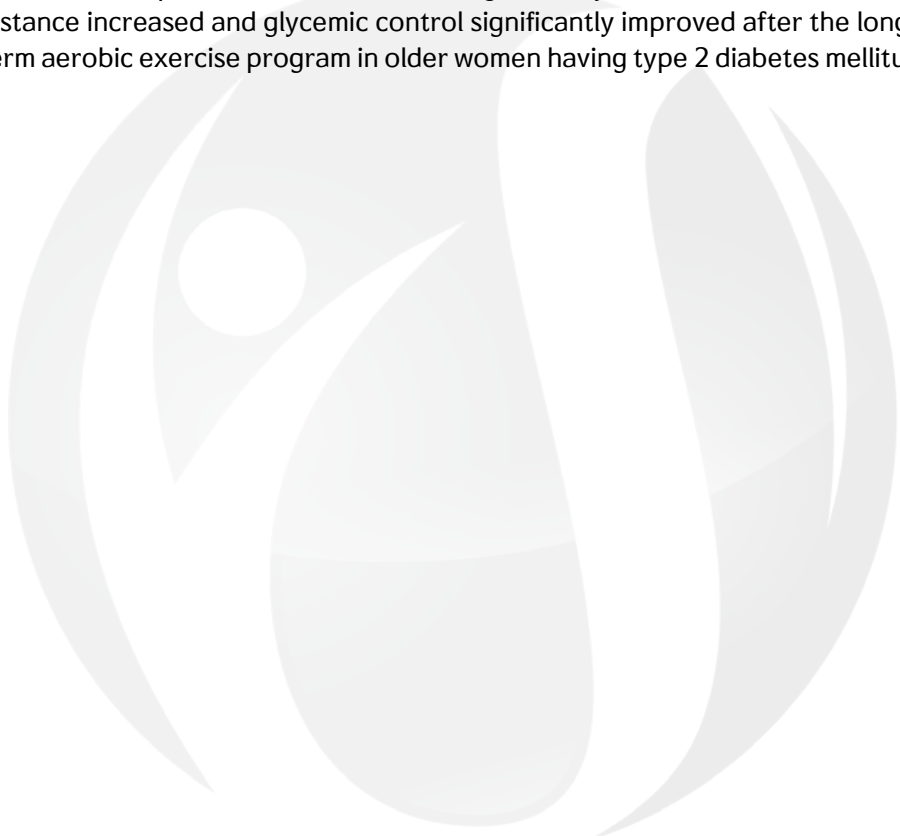 stance increased and glycemic control significantly improved after the long
erm aerobic exercise program in older women having type 2 diabetes mellitu